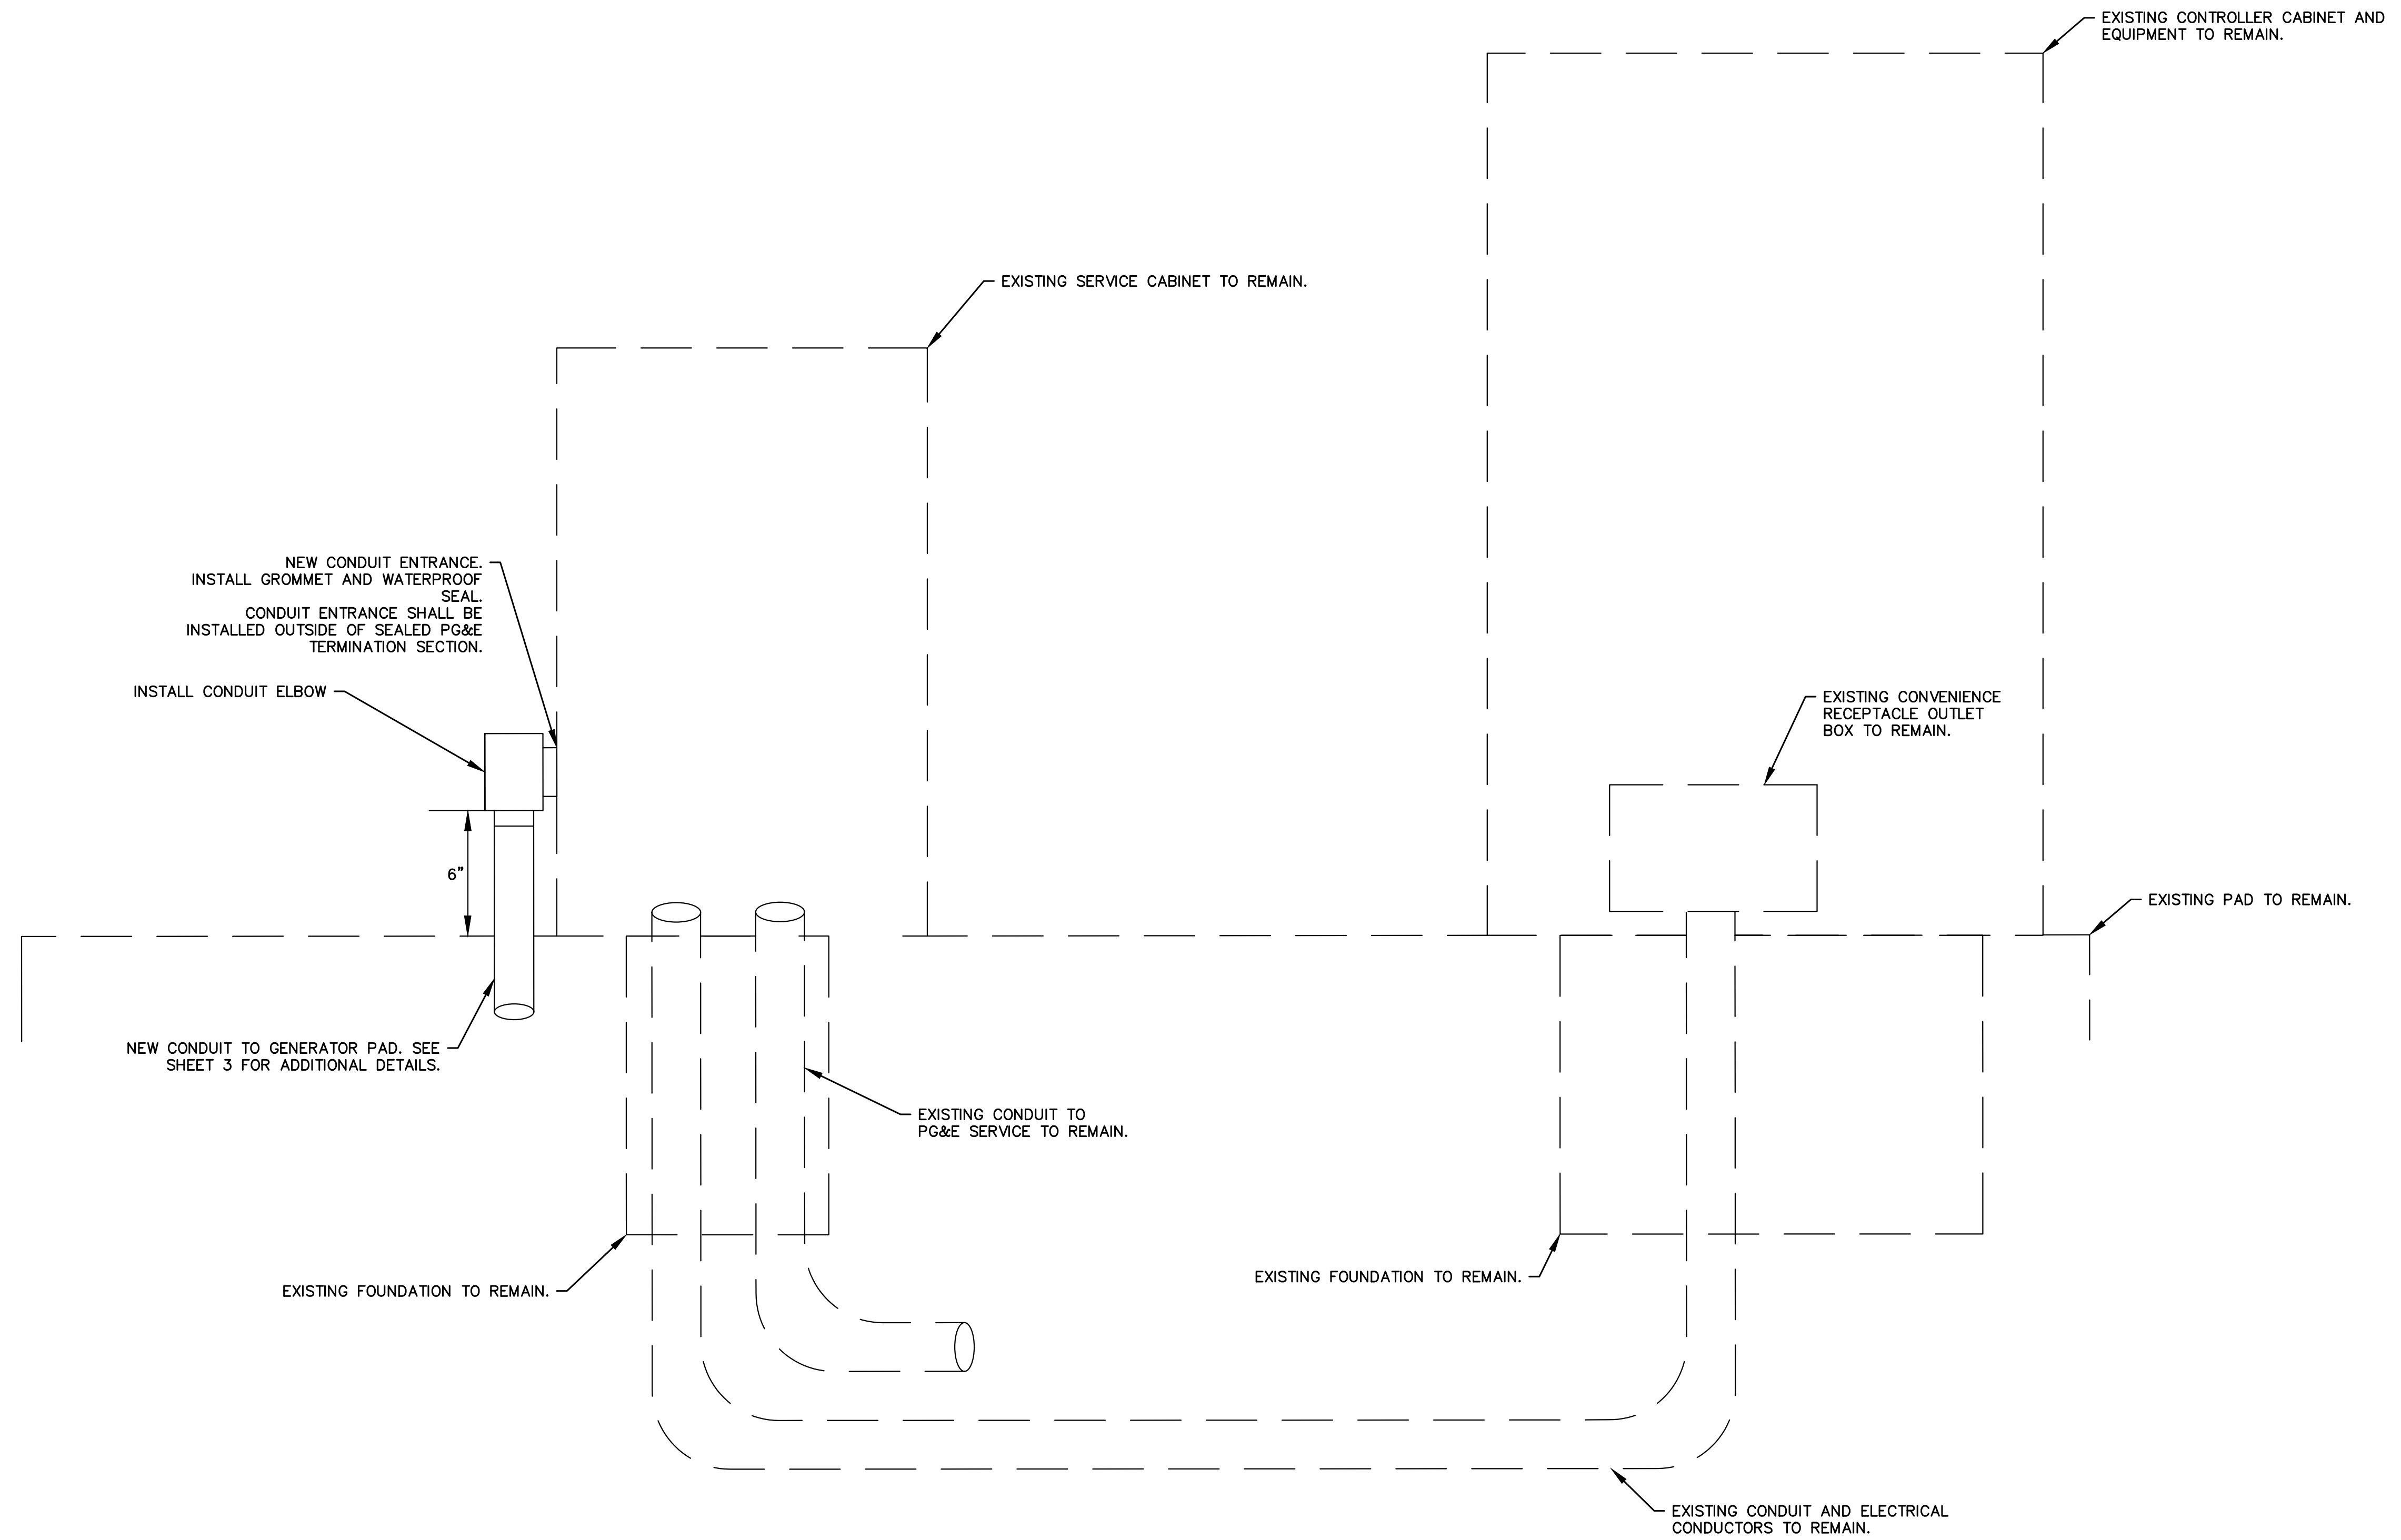 EXISTING CONTROLLER CABINET AND
EQUIPMENT TO REMAIN.
EXISTING SERVICE CABINET TO REMAIN.
NEW CONDUIT ENTRANCE.
INSTALL GROMMET AND WATERPROOF
SEAL.
CONDUIT ENTRANCE SHALL BE
INSTALLED OUTSIDE OF SEALED PG&E
TERMINATION SECTION.
INSTALL CONDUIT ELBOW
EXISTING CONVENIENCE
RECEPTACLE OUTLET
BOX TO REMAIN.
6"
EXISTING PAD TO REMAIN.
NEW CONDUIT TO GENERATOR PAD. SEE
SHEET 3 FOR ADDITIONAL DETAILS.
EXISTING CONDUIT TO
PG&E SERVICE TO REMAIN.
EXISTING FOUNDATION TO REMAIN.
EXISTING FOUNDATION TO REMAIN.
EXISTING CONDUIT AND ELECTRICAL
CONDUCTORS TO REMAIN.